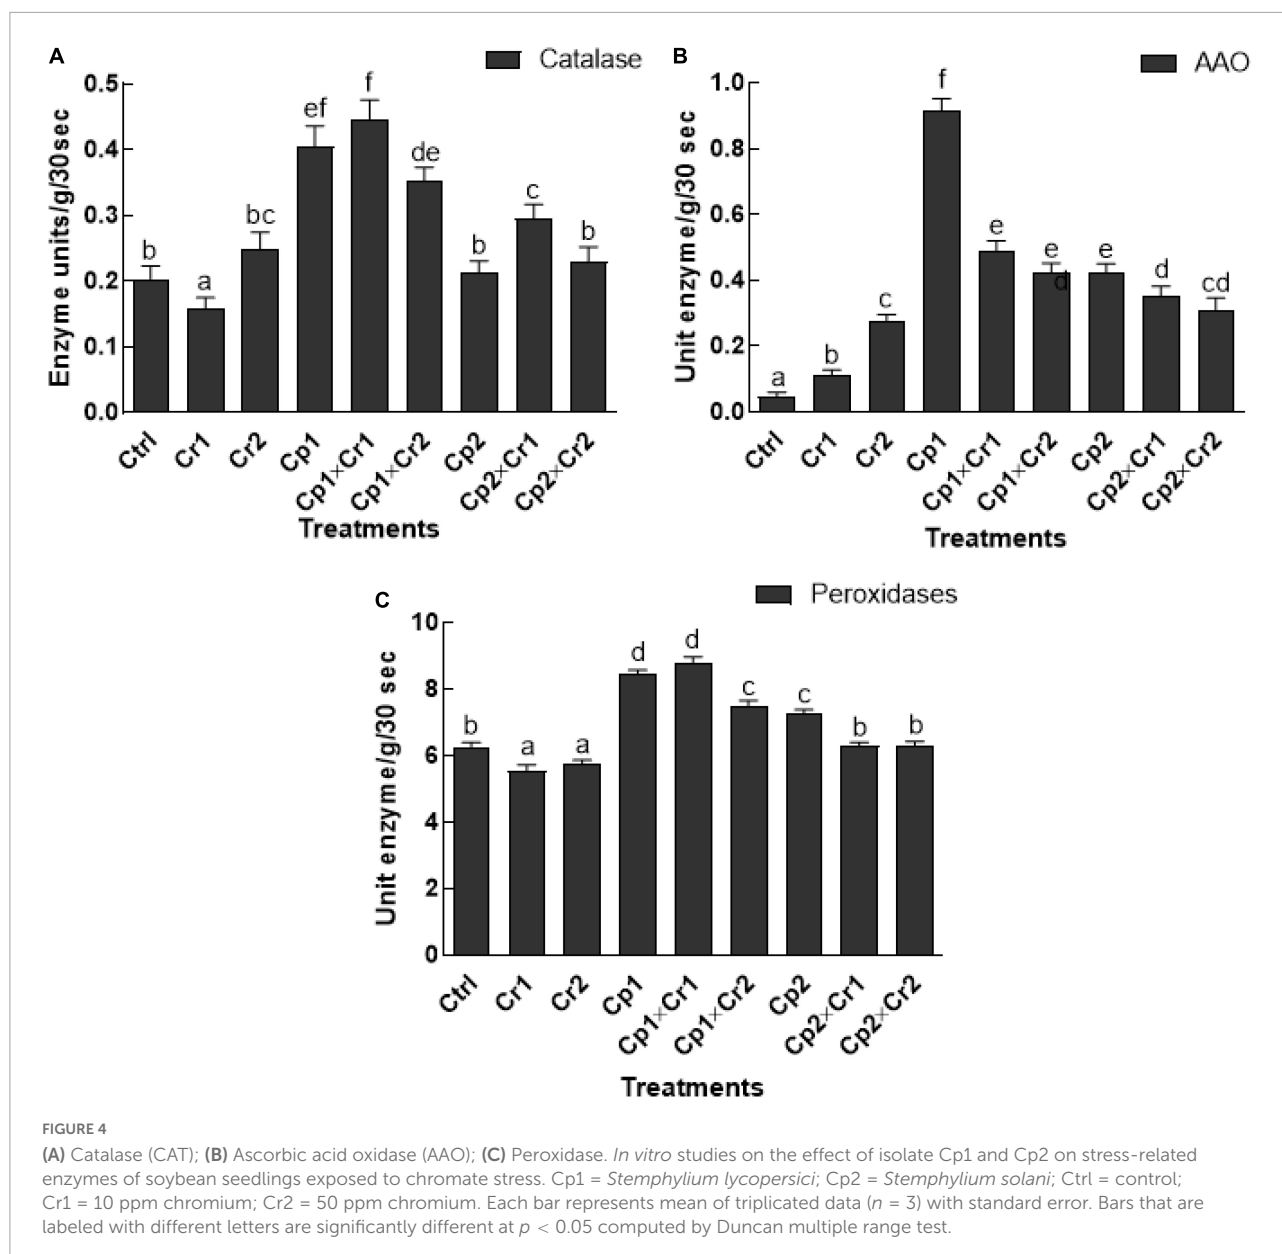 A
Catalase
Enzyme units/g/30sec
0.5
0.4
0.3
0.2
0.1
0.0
b
a
bc
ef
f
de
b
c
b
Ctrl
Cr1
Cr2
Cp1
Cp1×Cr1
Cp1×Cr2
Cp2
Cp2×Cr1
Cp2×Cr2
Treatments
B
AAO
Unit enzyme/g/30 sec
1.0
0.8
0.6
0.4
0.2
0.0
a
b
c
f
e
e
d
e
d
cd
Ctrl
Cr1
Cr2
Cp1
Cp1×Cr1
Cp1×Cr2
Cp2
Cp2×Cr1
Cp2×Cr2
Treatments
C
Peroxidases
Unit enzyme/g/30 sec
10
8
6
4
2
0
b
a
a
d
d
c
c
b
b
Ctrl
Cr1
Cr2
Cp1
Cp1×Cr1
Cp1×Cr2
Cp2
Cp2×Cr1
Cp2×Cr2
Treatments
FIGURE 4
(A) Catalase (CAT); (B) Ascorbic acid oxidase (AAO); (C) Peroxidase. In vitro studies on the effect of isolate Cp1 and Cp2 on stress-related
enzymes of soybean seedlings exposed to chromate stress. Cp1 = Stemphylium lycopersici; Cp2 = Stemphylium solani; Ctrl = control;
Cr1 = 10 ppm chromium; Cr2 = 50 ppm chromium. Each bar represents mean of triplicated data (n = 3) with standard error. Bars that are
labeled with different letters are significantly different at p < 0.05 computed by Duncan multiple range test.